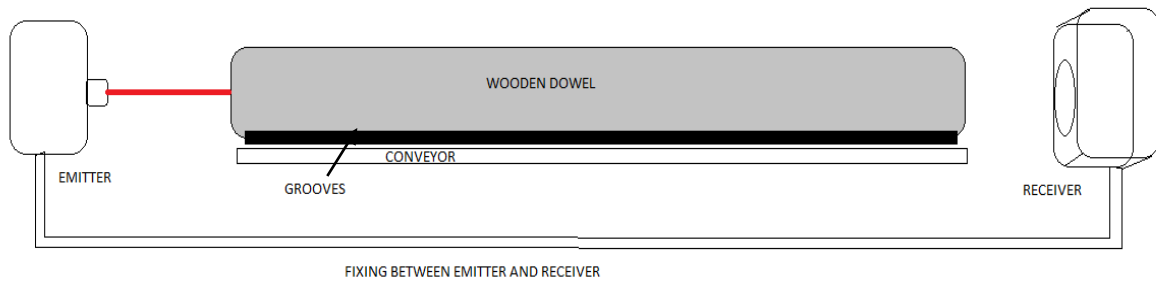 WOODEN DOWEL
CONVEYOR
EMITTER
GROOVES
RECEIVER
FIXING BETWEEN EMITTER AND RECEIVER